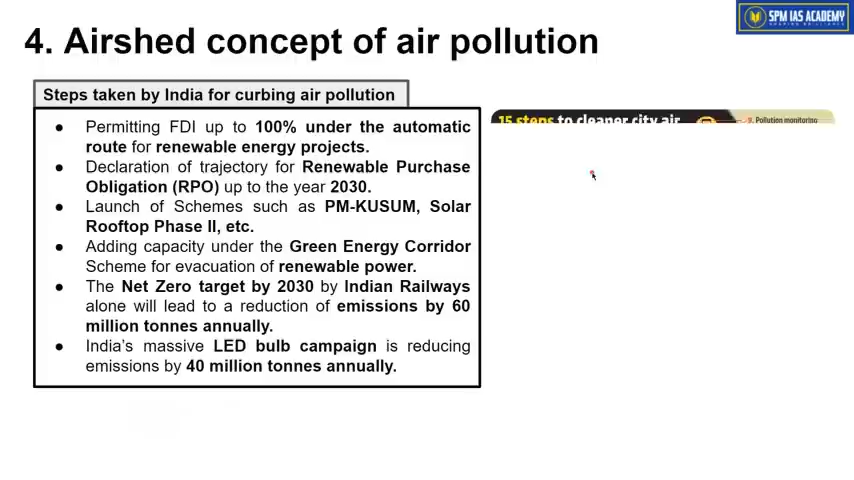 SPM IAS ACADEMY
SHAPING BRILLIANCE
4. Airshed concept of air pollution
Steps taken by India for curbing air pollution
● Permitting FDI up to 100% under the automatic
route for renewable energy projects.
● Declaration of trajectory for Renewable Purchase
Obligation (RPO) up to the year 2030.
● Launch of Schemes such as PM-KUSUM, Solar
Rooftop Phase II, etc.
● Adding capacity under the Green Energy Corridor
Scheme for evacuation of renewable power.
● The Net Zero target by 2030 by Indian Railways
alone will lead to a reduction of emissions by 60
million tonnes annually.
● India's massive LED bulb campaign is reducing
emissions by 40 million tonnes annually.
15 steps to cleaner city air
9. Pollution monitoring